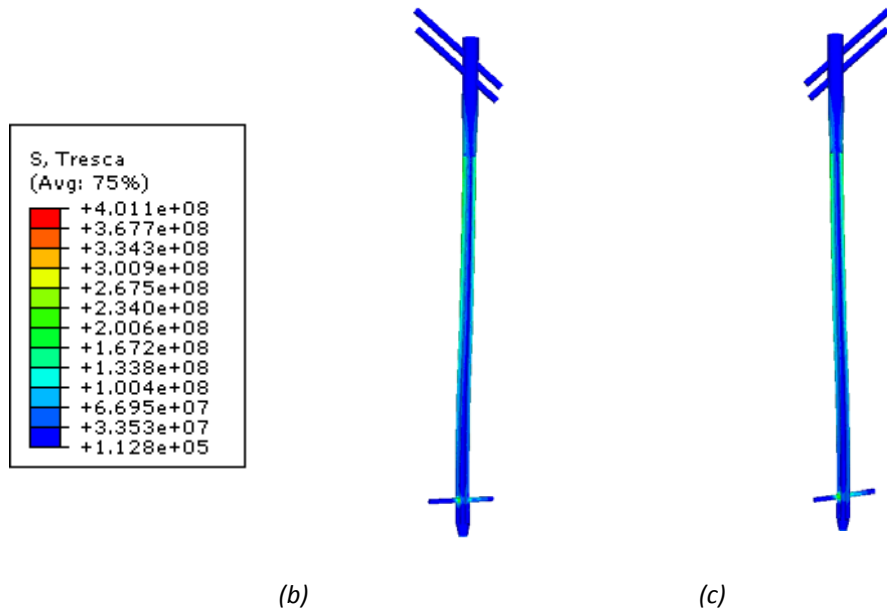 S, Tresca
(Avg: 75%)
+4.011e+08
+3.677e+08
+3.343e+08
+3.009e+08
+2.675e+08
+2.340e+08
+2.006e+08
+1.672e+08
+1.338e+08
+1.004e+08
+6.695e+07
+3.353e+07
+1.128e+05
(b) (c)